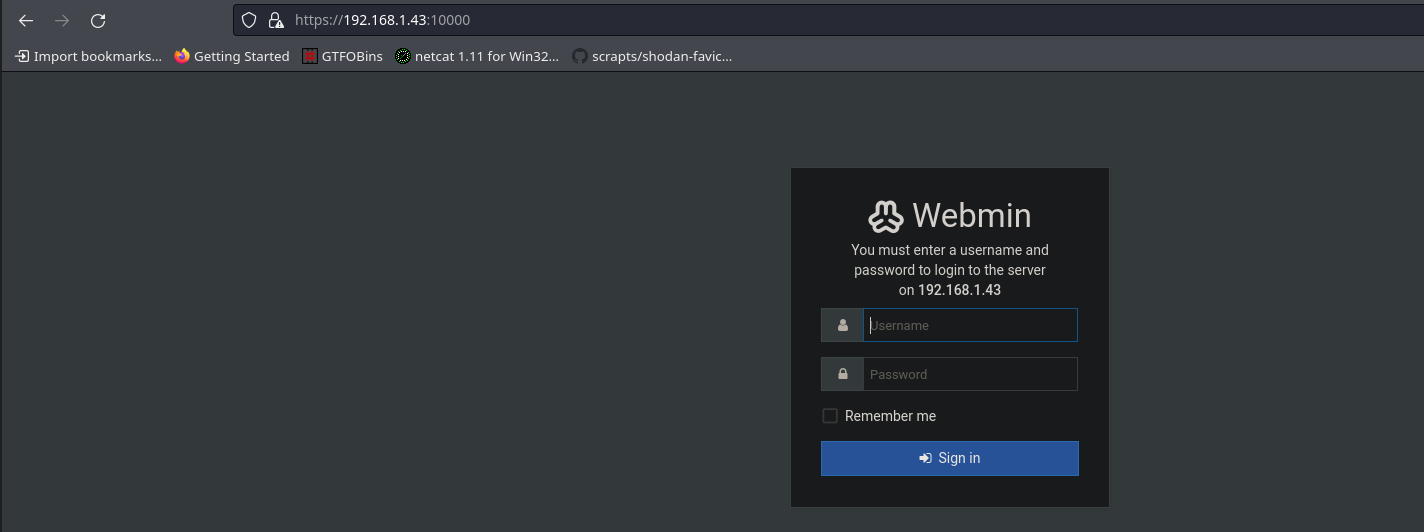 https://192.168.1.43:10000
Import bookmarks... Getting Started GTFOBins netcat 1.11 for Win32... scrapts/shodan-favic...
Webmin
You must enter a username and
password to login to the server
on 192.168.1.43
Username
Password
Remember me
Sign in